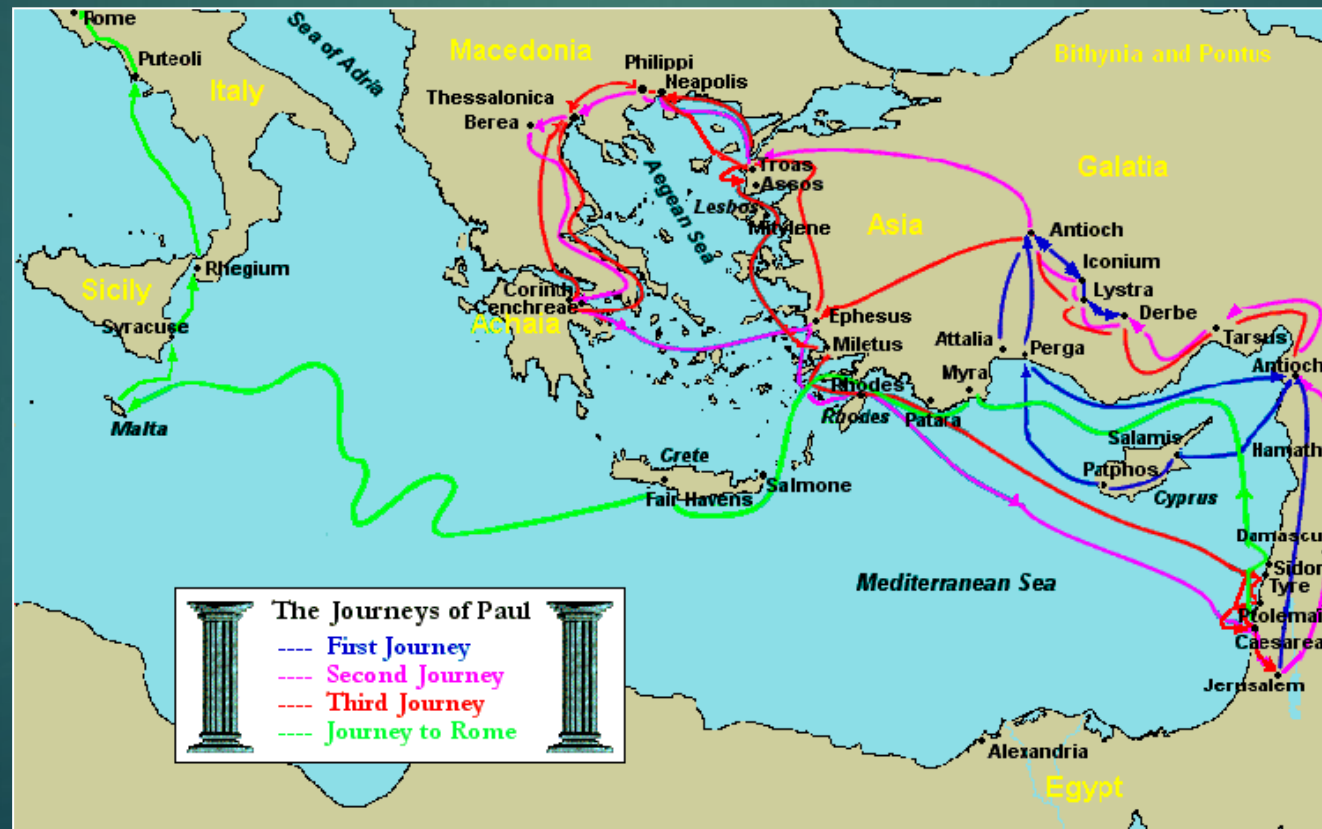 Rome
Sea of Adria
Puteoli
Italy
Macedonia
Philippi
Neapolis
Thessalonica
Berea
Bithynia and Pontus
Galatia
Aegean Sea
Troas
Assos
Lesbos
Mitylene
Asia
Antioch
Iconium
Lystra
Derbe
Tarsus
Antioch
Rhegium
Sicily
Syracuse
Corinth
Cenchreae
Achaia
Ephesus
Miletus
Attalia
Perga
Myra
Rhodes
Rhodes
Patara
Malta
Crete
Fair Havens
Salmone
Salamis
Patphos
Cyprus
Hamath
Damascu
Sidon
Tyre
Ptolemai
Caesarea
Jerusalem
Mediterranean Sea
The Journeys of Paul
---- First Journey
---- Second Journey
---- Third Journey
---- Journey to Rome
Alexandria
Egypt